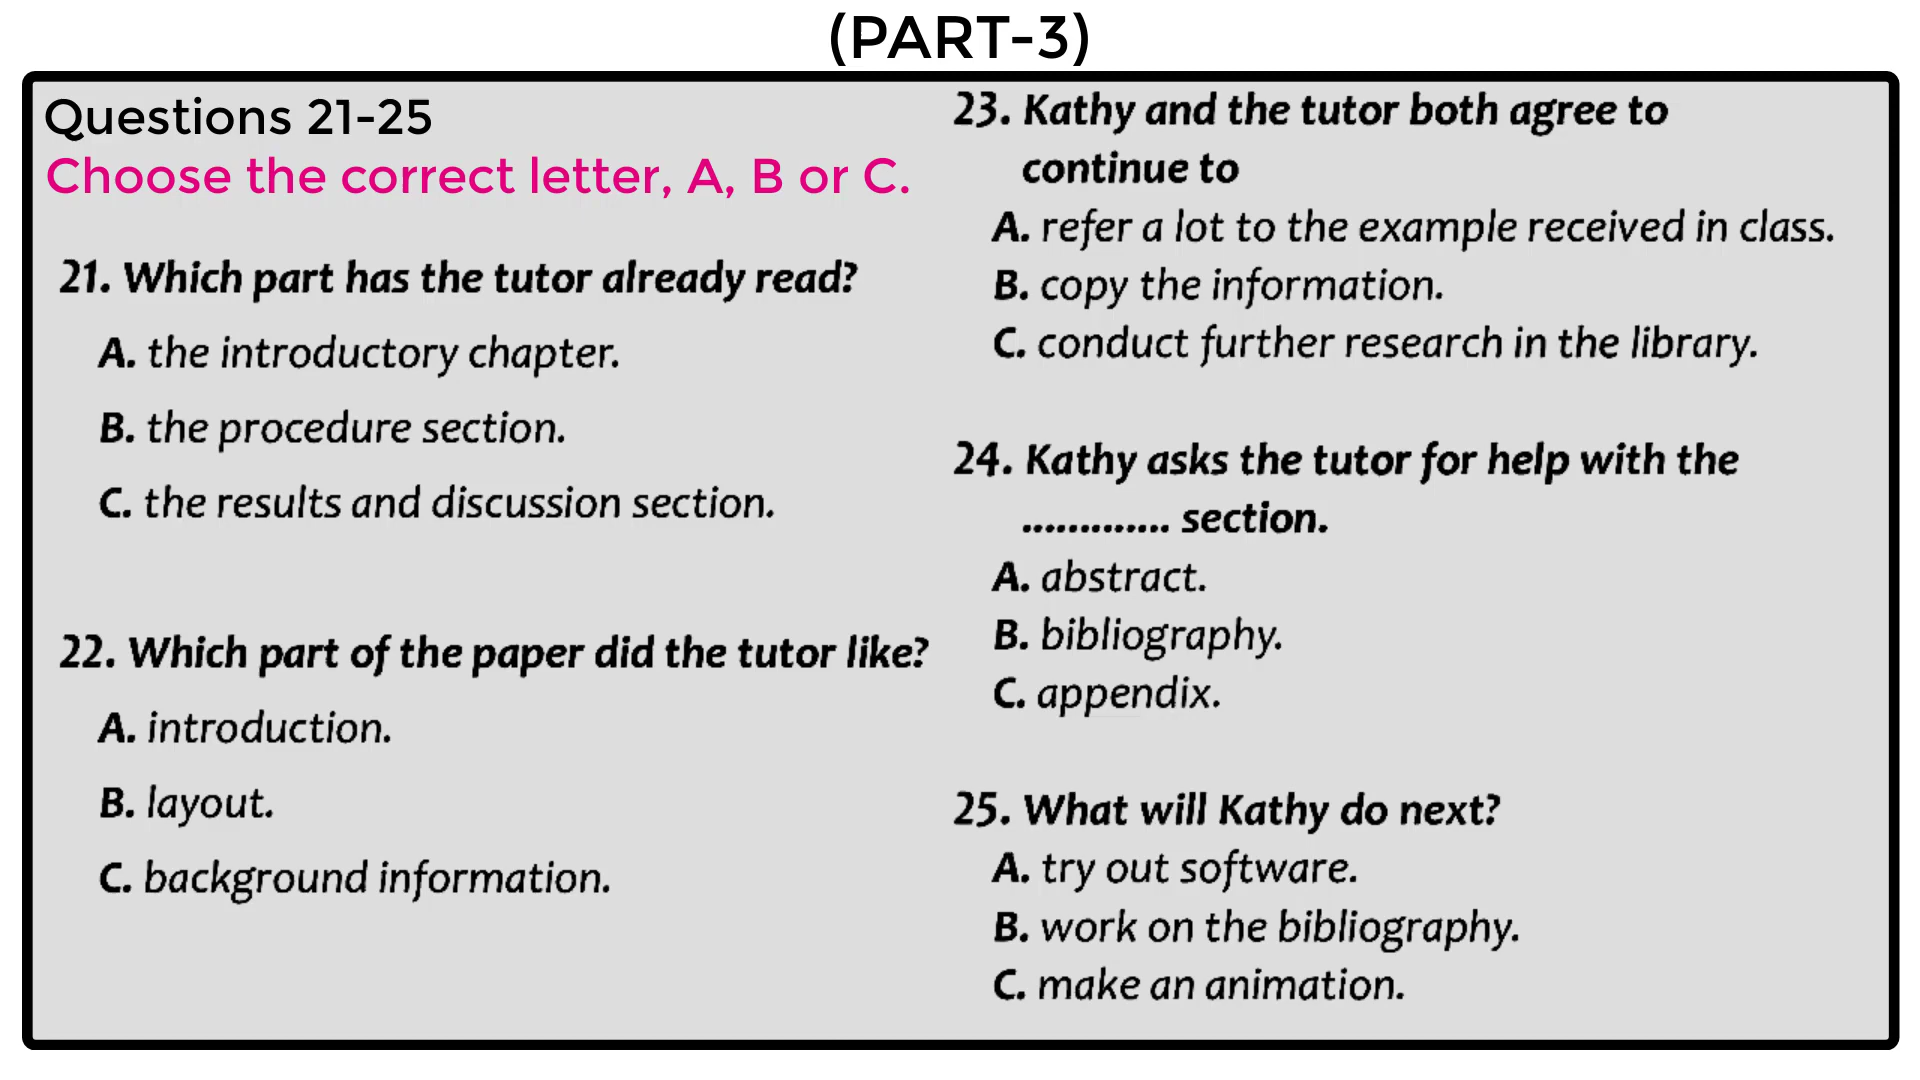 (PART-3)
Questions 21-25
Choose the correct letter, A, B or C.
21. Which part has the tutor already read?
A. the introductory chapter.
B. the procedure section.
C. the results and discussion section.
22. Which part of the paper did the tutor like?
A. introduction.
B. layout.
C. background information.
23. Kathy and the tutor both agree to
continue to
A. refer a lot to the example received in class.
B. copy the information.
C. conduct further research in the library.
24. Kathy asks the tutor for help with the
............. section.
A. abstract.
B. bibliography.
C. appendix.
25. What will Kathy do next?
A. try out software.
B. work on the bibliography.
C. make an animation.